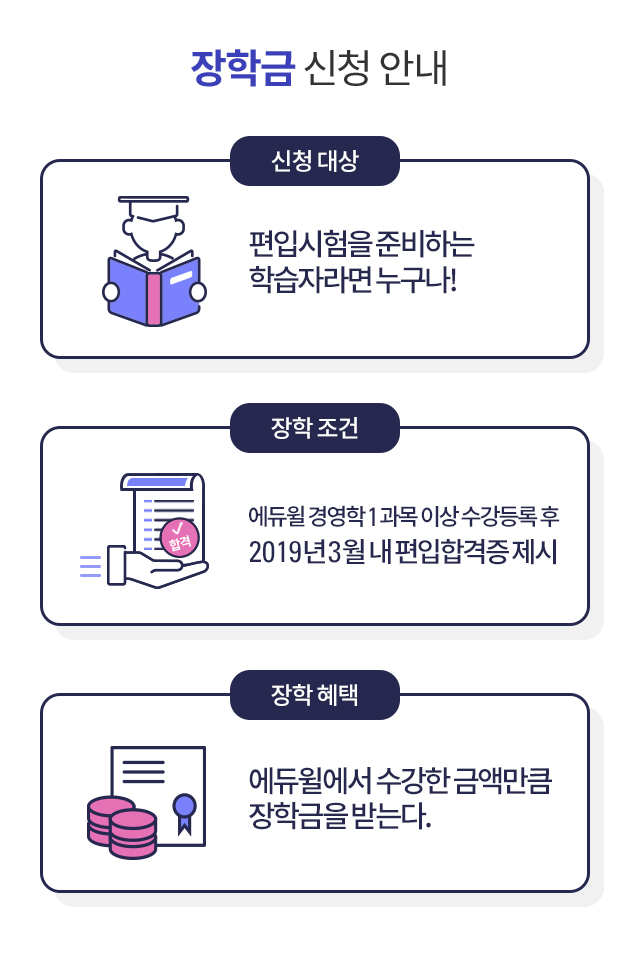 장학금 신청 안내
신청 대상
편입시험을 준비하는
학습자라면 누구나!
장학 조건
합격
에듀윌 경영학 1과목 이상 수강등록 후
2019년 3월 내 편입합격증 제시
장학 혜택
에듀윌에서 수강한 금액만큼
장학금을 받는다.